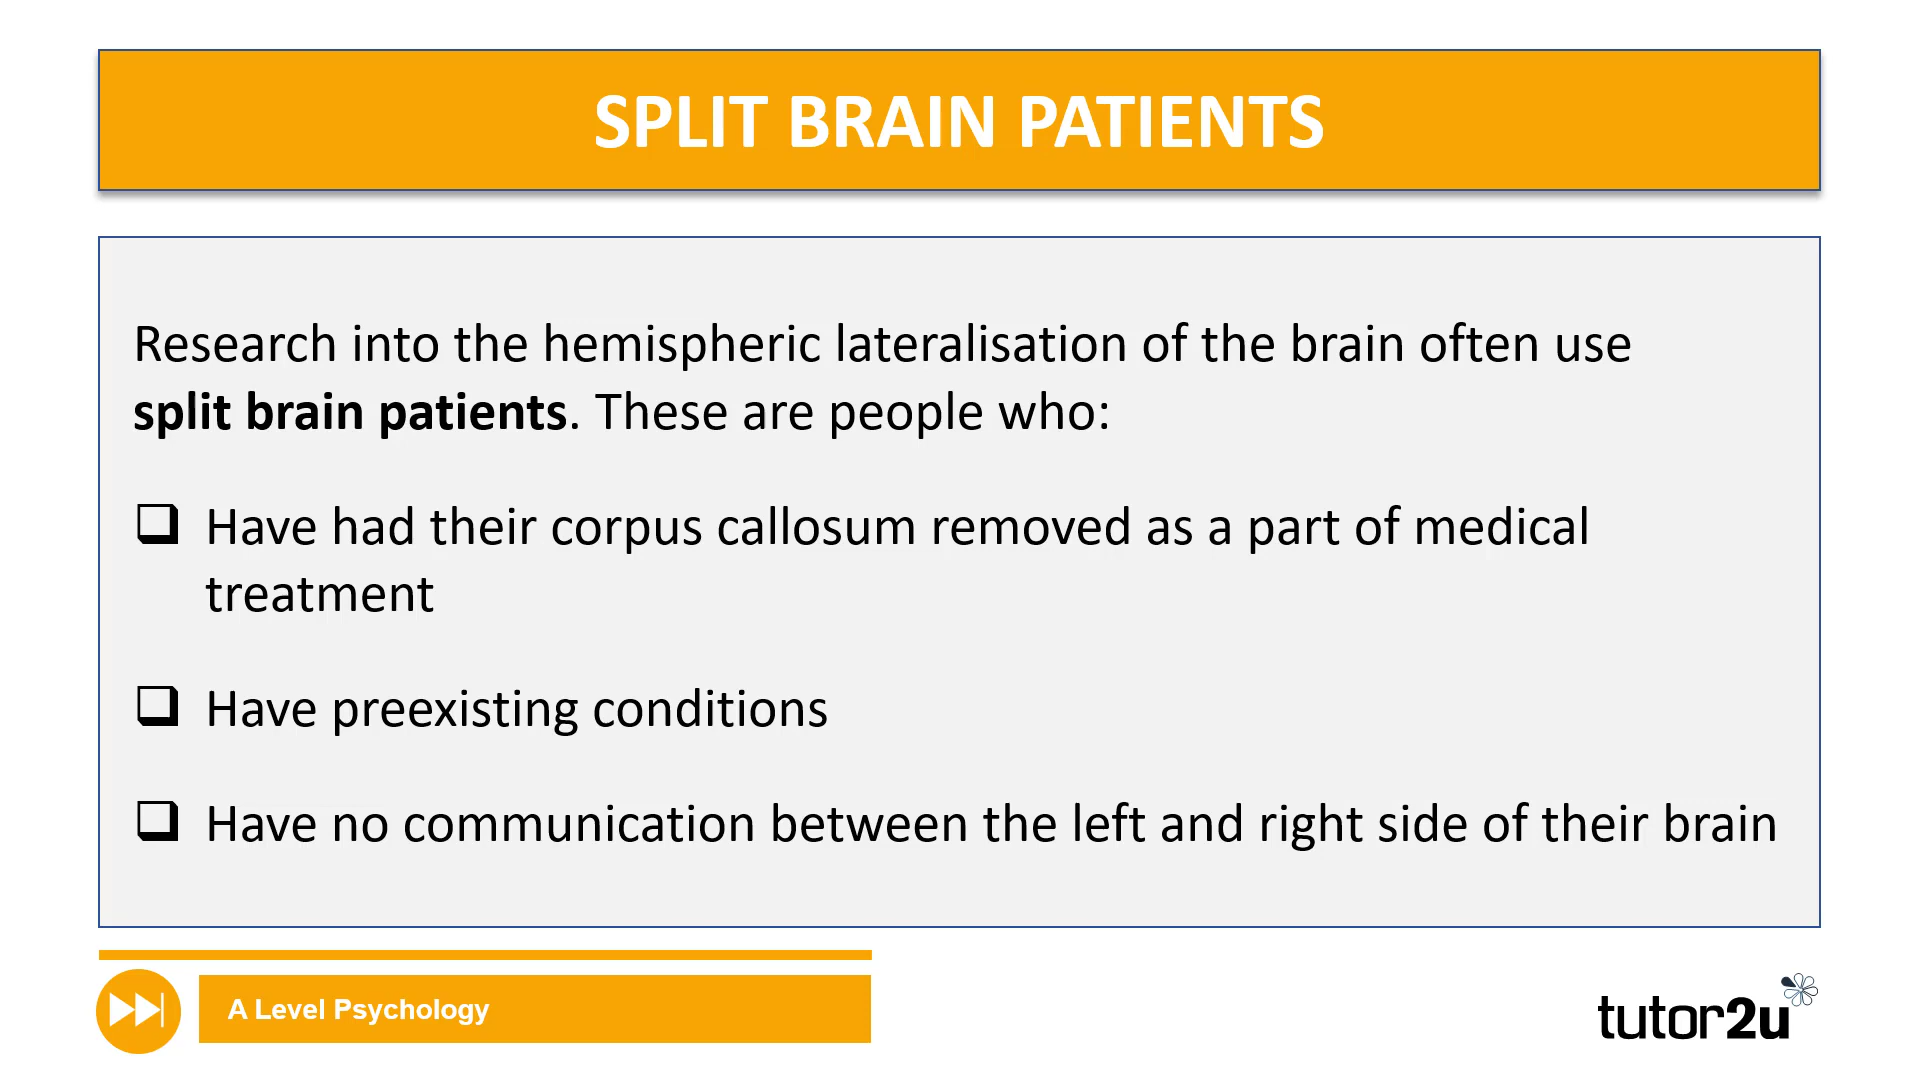 SPLIT BRAIN PATIENTS
Research into the hemispheric lateralisation of the brain often use
split brain patients. These are people who:
Have had their corpus callosum removed as a part of medical
treatment
Have preexisting conditions
Have no communication between the left and right side of their brain
A Level Psychology
tutor2u